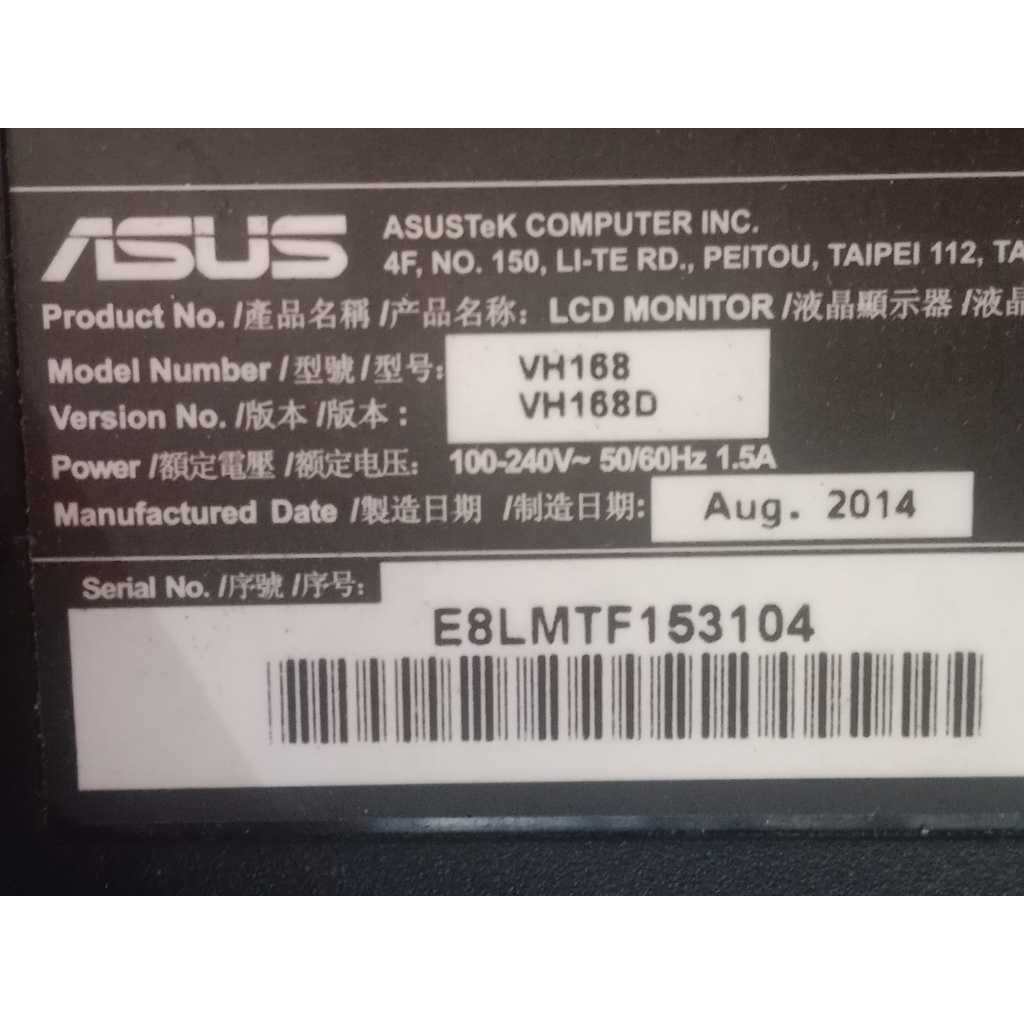 ASUS
ASUSTeK COMPUTER INC.
4F, NO. 150, LI-TE RD., PEITOU, TAIPEI 112, TA
Product No. /產品名稱 /产品名称: LCD MONITOR /液晶顯示器 /液晶
Model Number /型號 /型号: VH168
Version No. /版本 /版本: VH168D
Power /額定電壓 /额定电压: 100-240V~ 50/60Hz 1.5A
Manufactured Date /製造日期 /制造日期: Aug. 2014
Serial No. /序號 /序号:
E8LMTF153104